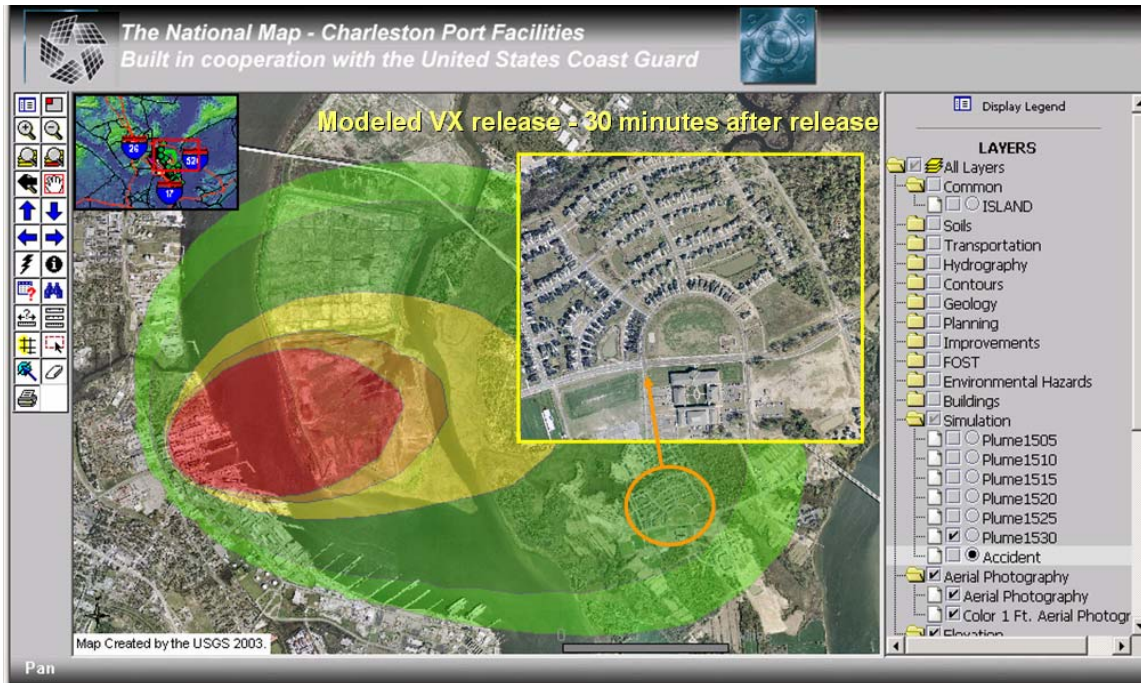 The National Map - Charleston Port Facilities
Built in cooperation with the United States Coast Guard
Modeled VX release - 30 minutes after release
26
526
17
Map Created by the USGS 2003.
Display Legend
LAYERS
All Layers
Common
ISLAND
Soils
Transportation
Hydrography
Contours
Geology
Planning
Improvements
FOST
Environmental Hazards
Buildings
Simulation
Plume1505
Plume1510
Plume1515
Plume1520
Plume1525
Plume1530
Accident
Aerial Photography
Aerial Photography
Color 1 Ft. Aerial Photogr
Elevation
Pan